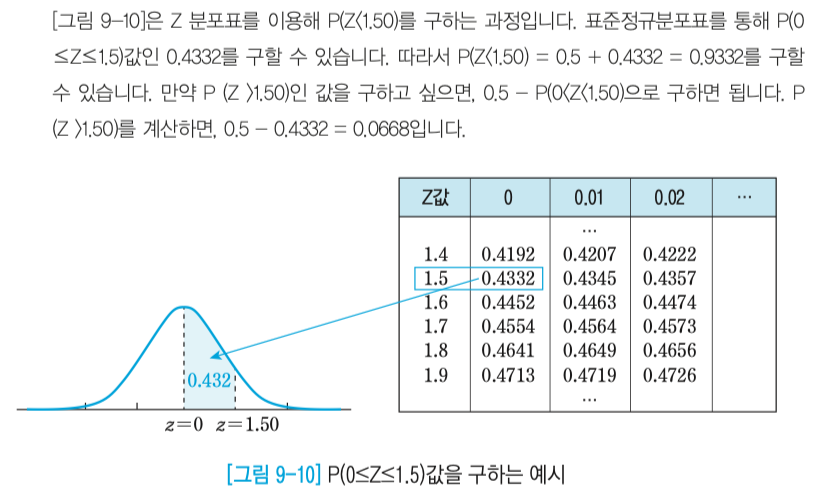 [그림 9-10]은 Z 분포표를 이용해 P(Z〈1.50)를 구하는 과정입니다. 표준정규분포표를 통해 P(0
≤Z≤1.5)값인 0.4332를 구할 수 있습니다. 따라서 P(Z〈1.50) = 0.5 + 0.4332 = 0.9332를 구할
수 있습니다. 만약 P (Z 〉1.50)인 값을 구하고 싶으면, 0.5 - P(0〈Z〈1.50)으로 구하면 됩니다. P
(Z 〉1.50)를 계산하면, 0.5 - 0.4332 = 0.0668입니다.
Z값 0 0.01 0.02 …
…
1.4 0.4192 0.4207 0.4222
1.5 0.4332 0.4345 0.4357
1.6 0.4452 0.4463 0.4474
1.7 0.4554 0.4564 0.4573
1.8 0.4641 0.4649 0.4656
1.9 0.4713 0.4719 0.4726
…
0.432
z=0 z=1.50
[그림 9-10] P(0≤Z≤1.5)값을 구하는 예시